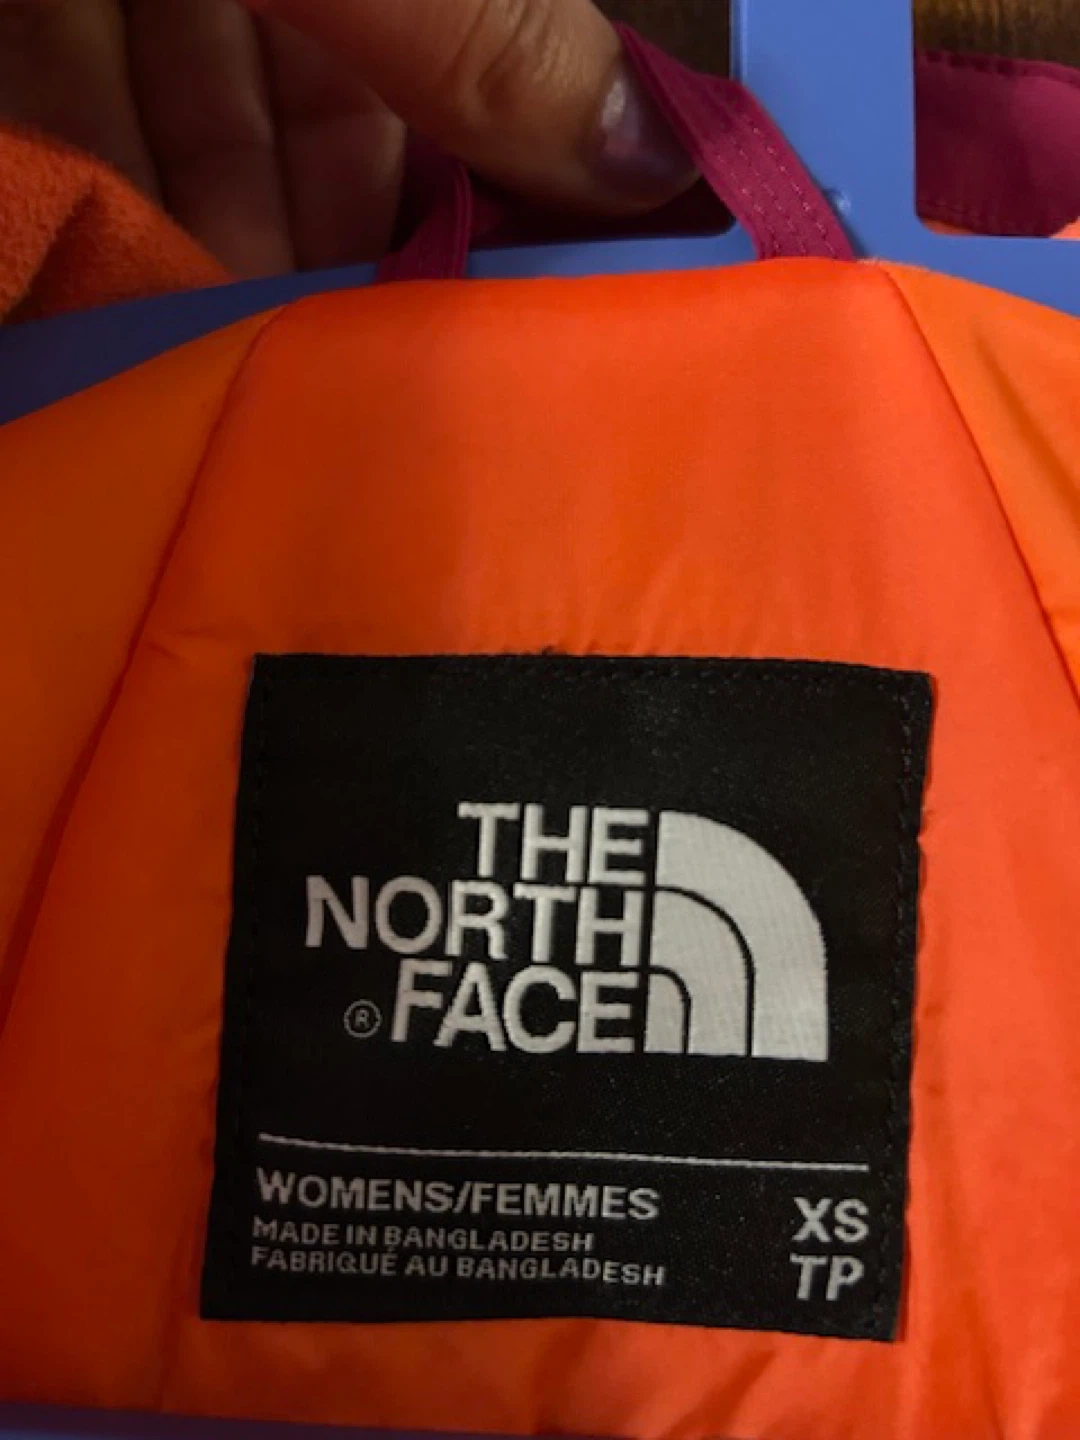 THE
NORTH
® FACE
WOMENS/FEMMES
XS
MADE IN BANGLADESH
FABRIQUÉ AU BANGLADESH
TP